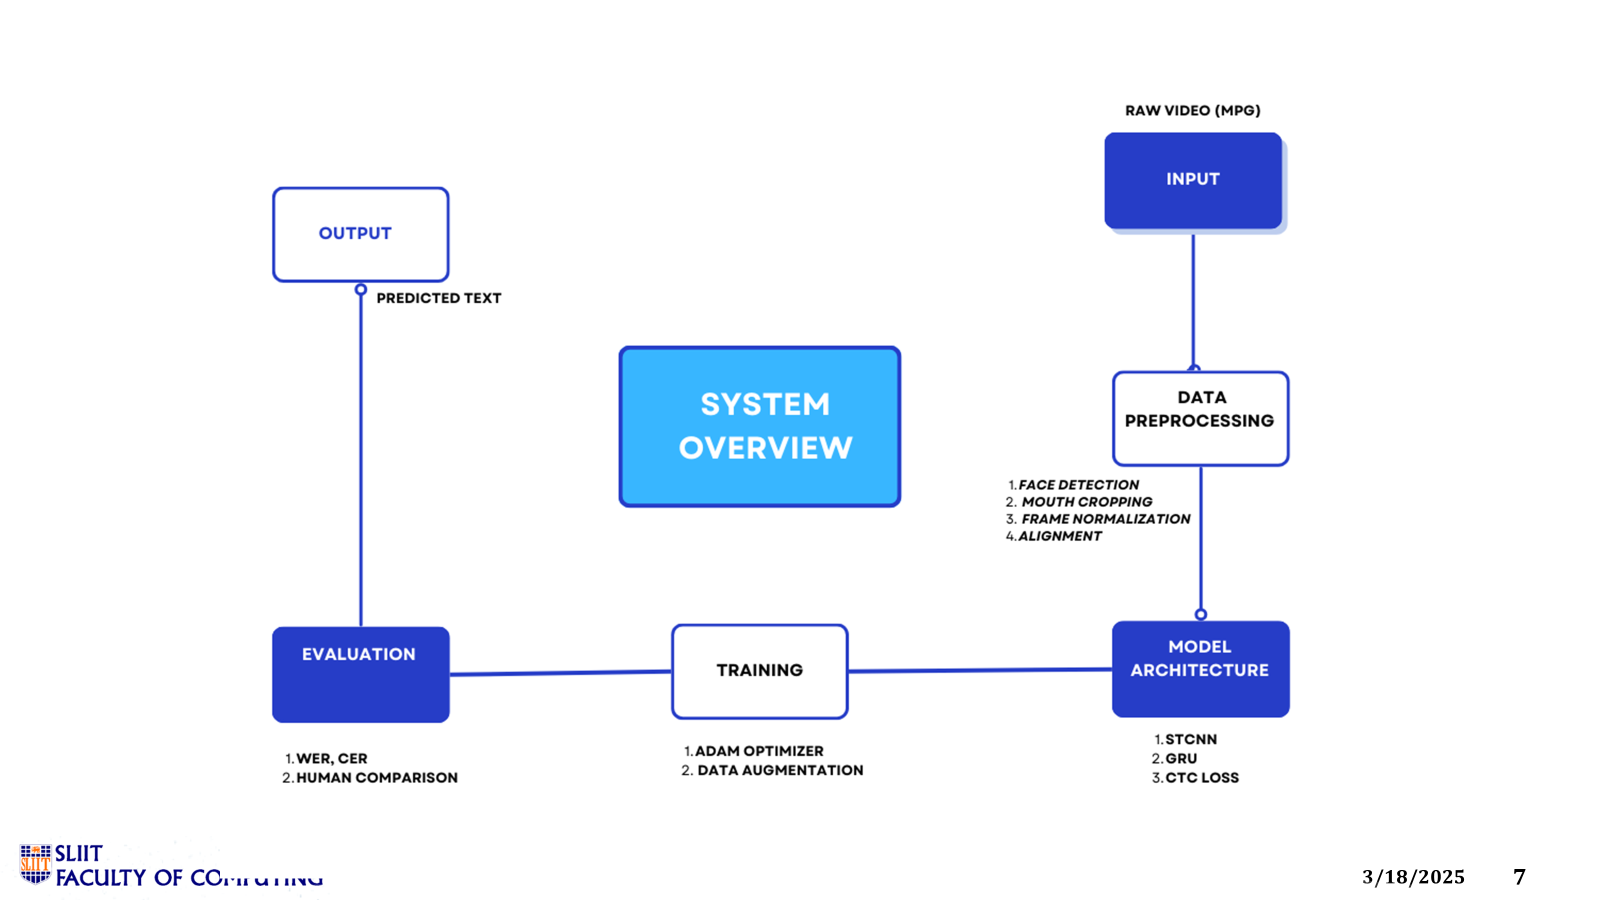 RAW VIDEO (MPG)
INPUT
OUTPUT
PREDICTED TEXT
SYSTEM
OVERVIEW
DATA
PREPROCESSING
1. FACE DETECTION
2. MOUTH CROPPING
3. FRAME NORMALIZATION
4. ALIGNMENT
EVALUATION
TRAINING
MODEL
ARCHITECTURE
1. WER, CER
2. HUMAN COMPARISON
1. ADAM OPTIMIZER
2. DATA AUGMENTATION
1. STCNN
2. GRU
3. CTC LOSS
SLIIT
SLIIT
FACULTY OF COMPUTING
3/18/2025
7